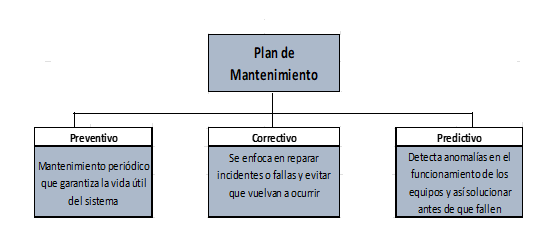 Plan de
Mantenimiento
Preventivo
Mantenimiento periódico
que garantiza la vida útil
del sistema
Correctivo
Se enfoca en reparar
incidentes o fallas y evitar
que vuelvan a ocurrir
Predictivo
Detecta anomalías en el
funcionamiento de los
equipos y así solucionar
antes de que fallen